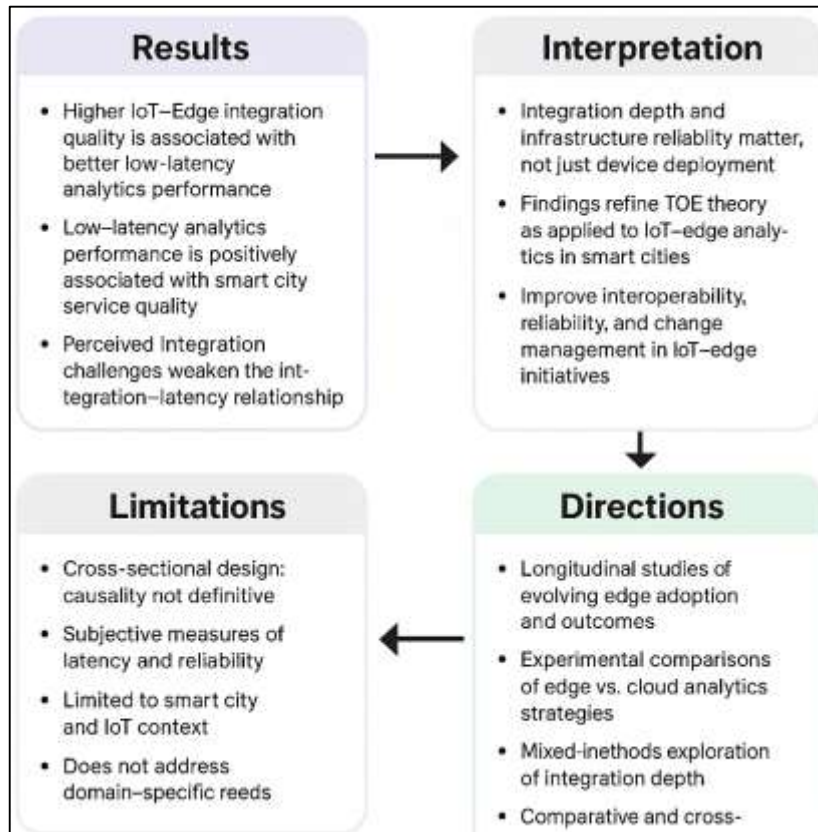 Results
• Higher IoT–Edge integration
quality is associated with
better low-latency
analytics performance
• Low–latency analytics
performance is positively
associated with smart city
service quality
• Perceived Integration
challenges weaken the int-
tegration–latency relationship
Interpretation
• Integration depth and
infrastructure reliablity matter,
not just device deployment
• Findings refine TOE theory
as applied to IoT–edge analy-
tics in smart cities
• Improve interoperability,
reliability, and change
management in IoT–edge
initiatives
Directions
• Longitudinal studies of
evolving edge adoption
and outcomes
• Experimental comparisons
of edge vs. cloud analytics
strategies
• Mixed-inethods exploration
of integration depth
• Comparative and cross-
Limitations
• Cross-sectional design:
causality not definitive
• Subjective measures of
latency and reliability
• Limited to smart city
and IoT context
• Does not address
domain–specific reeds